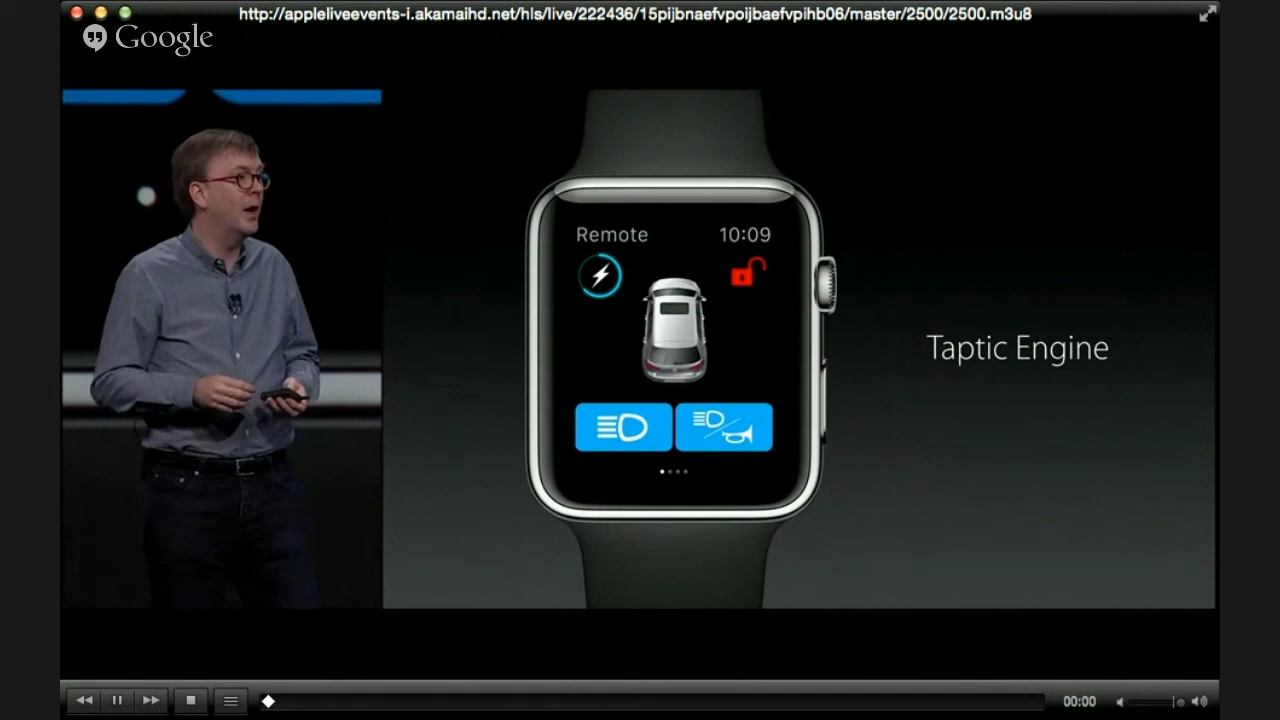 http://appleliveevents-i.akamaihd.net/hls/live/222436/15pijbnaefvpoijbaefvpihb06/master/2500/2500.m3u8
Google
Remote 10:09
Taptic Engine
00:00